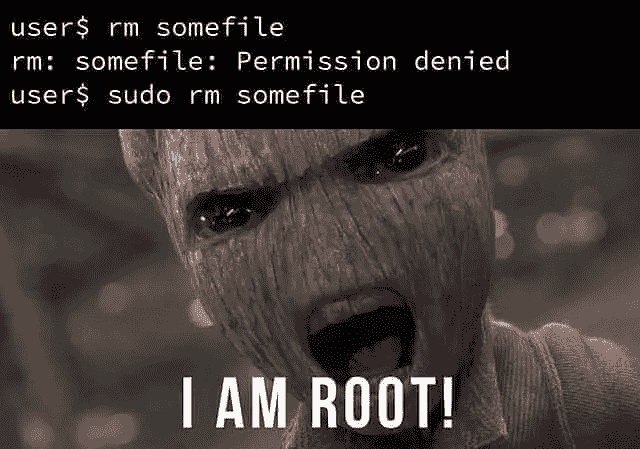 user$ rm somefile
rm: somefile: Permission denied
user$ sudo rm somefile
I AM ROOT!